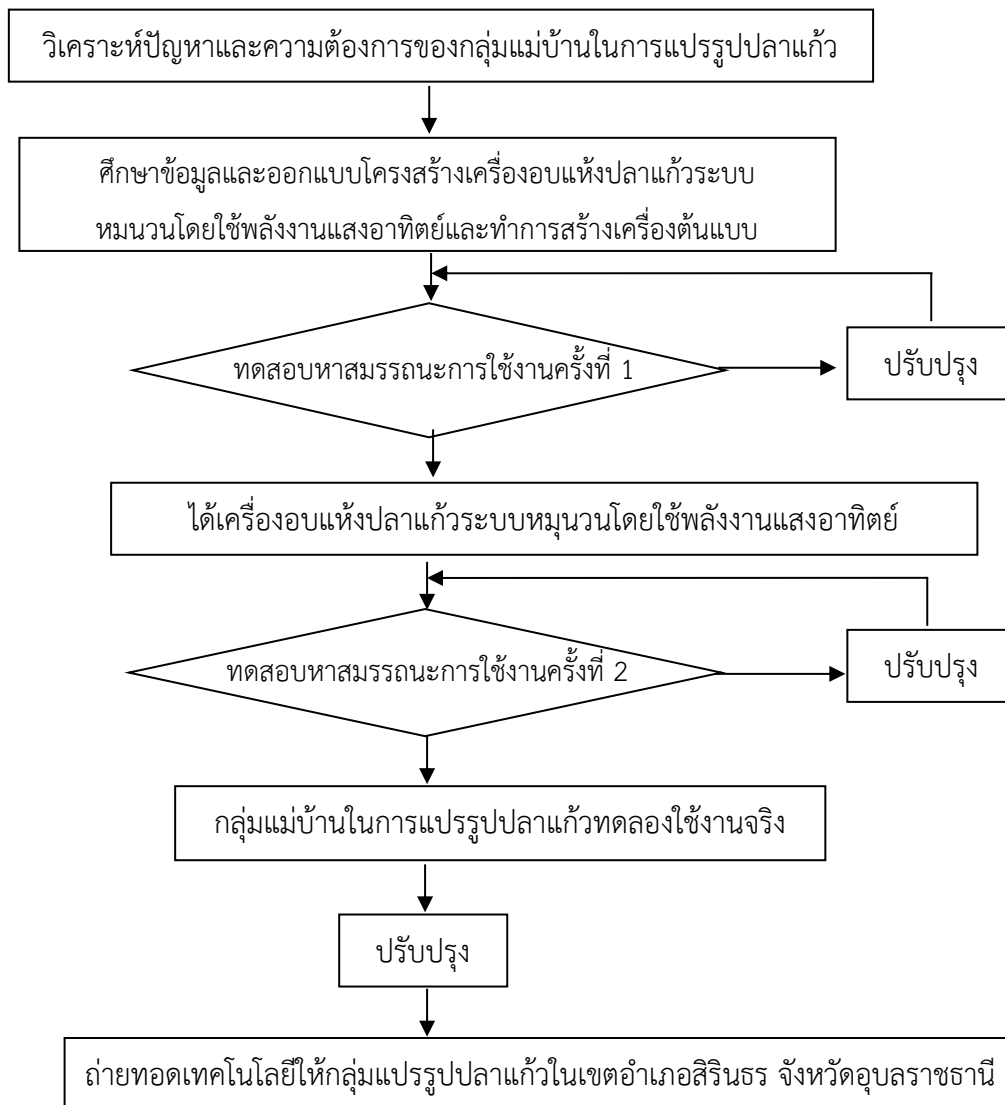 วิเคราะห์ปัญหาและความต้องการของกลุ่มแม่บ้านในการแปรรูปปลาแก้ว
ศึกษาข้อมูลและออกแบบโครงสร้างเครื่องอบแห้งปลาแก้วระบบ
หมนวนโดยใช้พลังงานแสงอาทิตย์และทำการสร้างเครื่องต้นแบบ
ทดสอบหาสมรรถนะการใช้งานครั้งที่ 1
ปรับปรุง
ได้เครื่องอบแห้งปลาแก้วระบบหมุนวนโดยใช้พลังงานแสงอาทิตย์
ทดสอบหาสมรรถนะการใช้งานครั้งที่ 2
ปรับปรุง
กลุ่มแม่บ้านในการแปรรูปปลาแก้วทดลองใช้งานจริง
ปรับปรุง
ถ่ายทอดเทคโนโลยีให้กลุ่มแปรรูปปลาแก้วในเขตอำเภอสิรินธร จังหวัดอุบลราชธานี